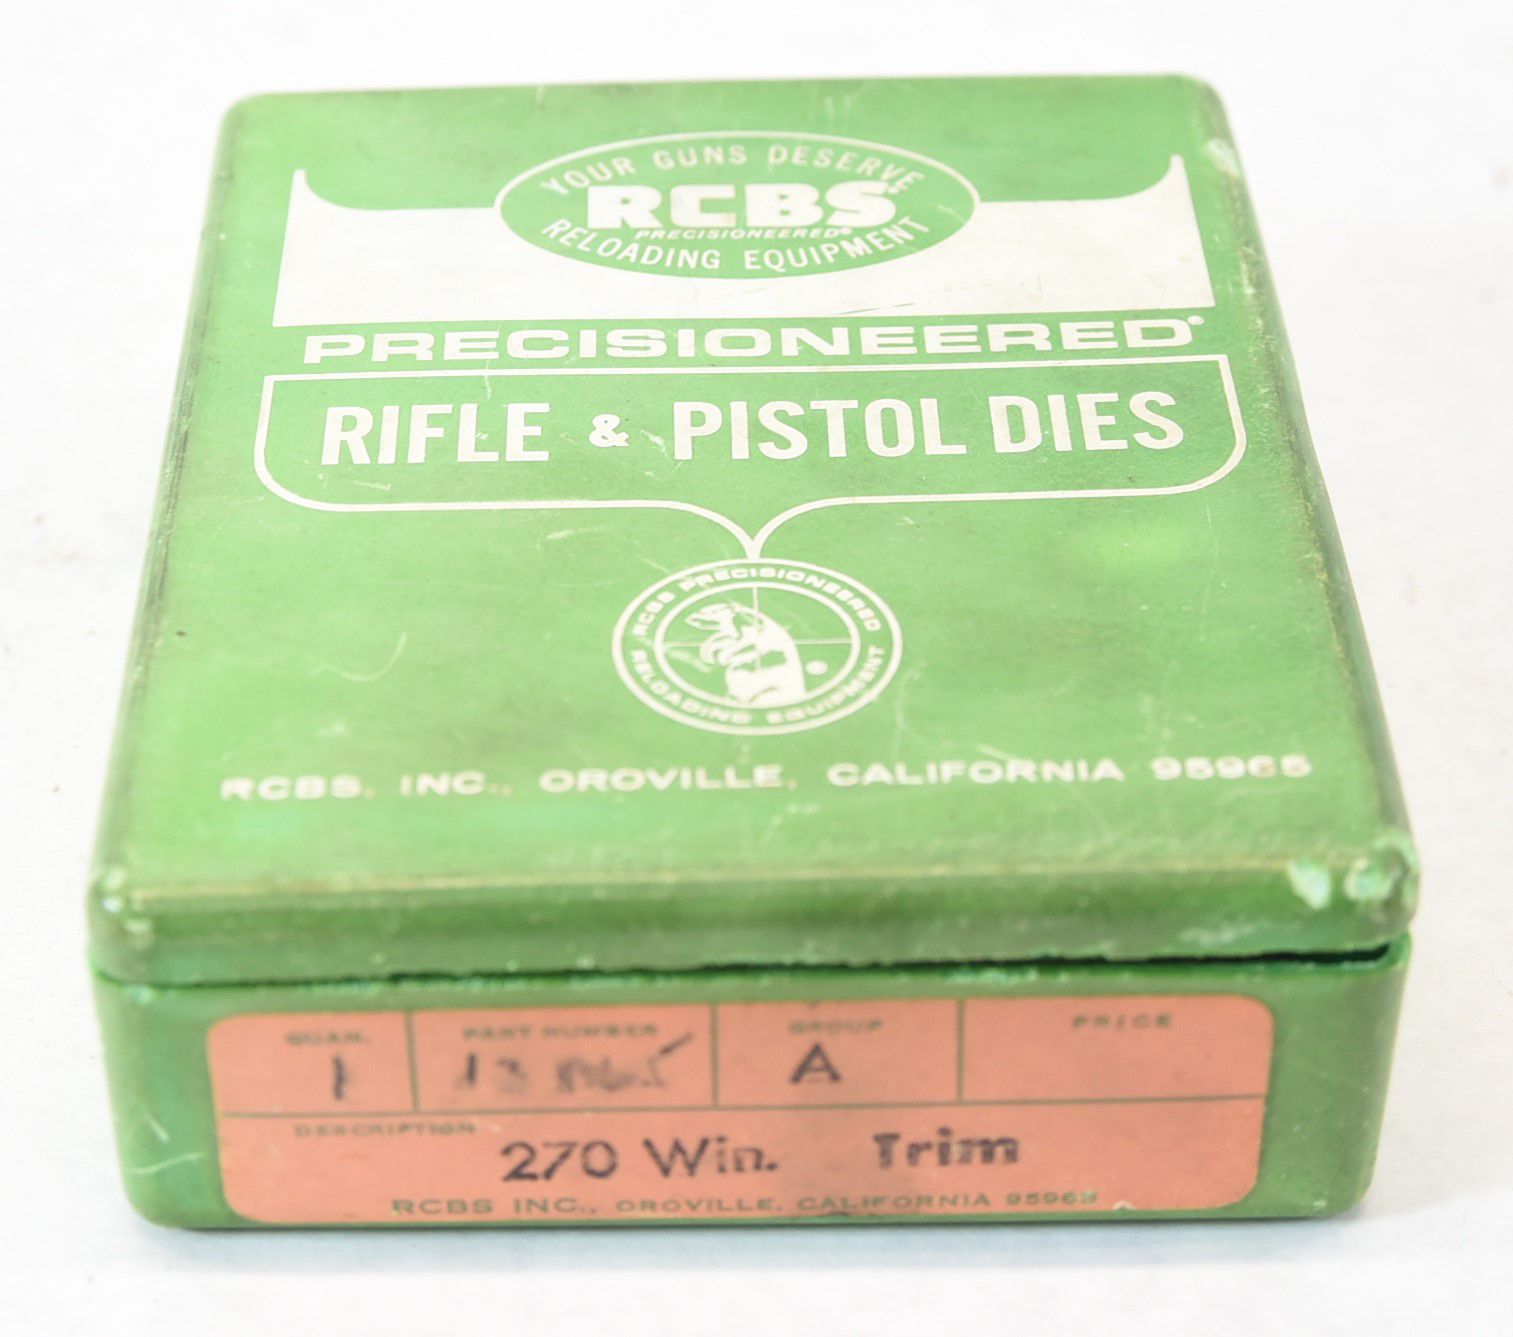 YOUR GUNS DESERVE
RCBS
PRECISIONEERED®
RELOADING EQUIPMENT
PRECISIONEERED®
RIFLE & PISTOL DIES
RCBS PRECISIONEERED
®
RELOADING EQUIPMENT
RCBS, INC., OROVILLE, CALIFORNIA 95965
QUAN. PART NUMBER GROUP PRICE
1 A
DESCRIPTION
270 Win. Trim
RCBS INC., OROVILLE, CALIFORNIA 95965